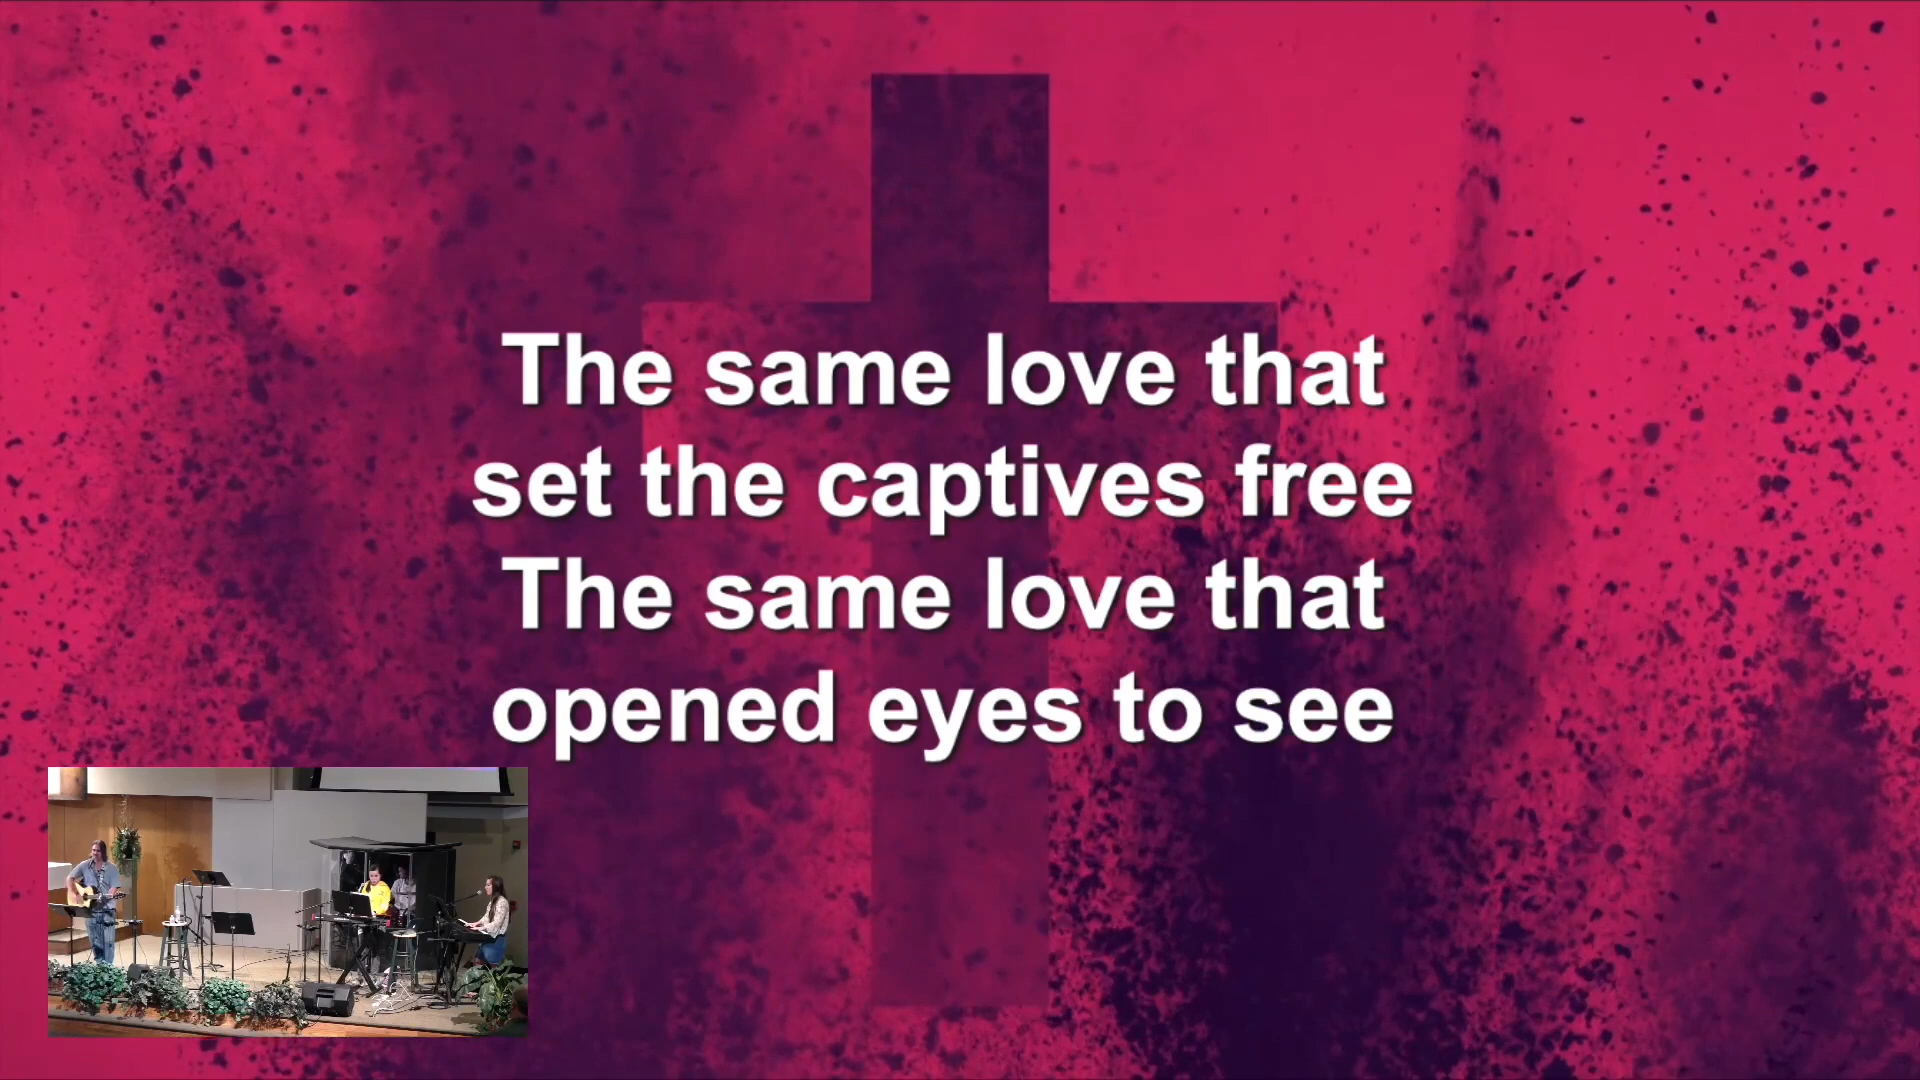 The same love that
set the captives free
The same love that
opened eyes to see